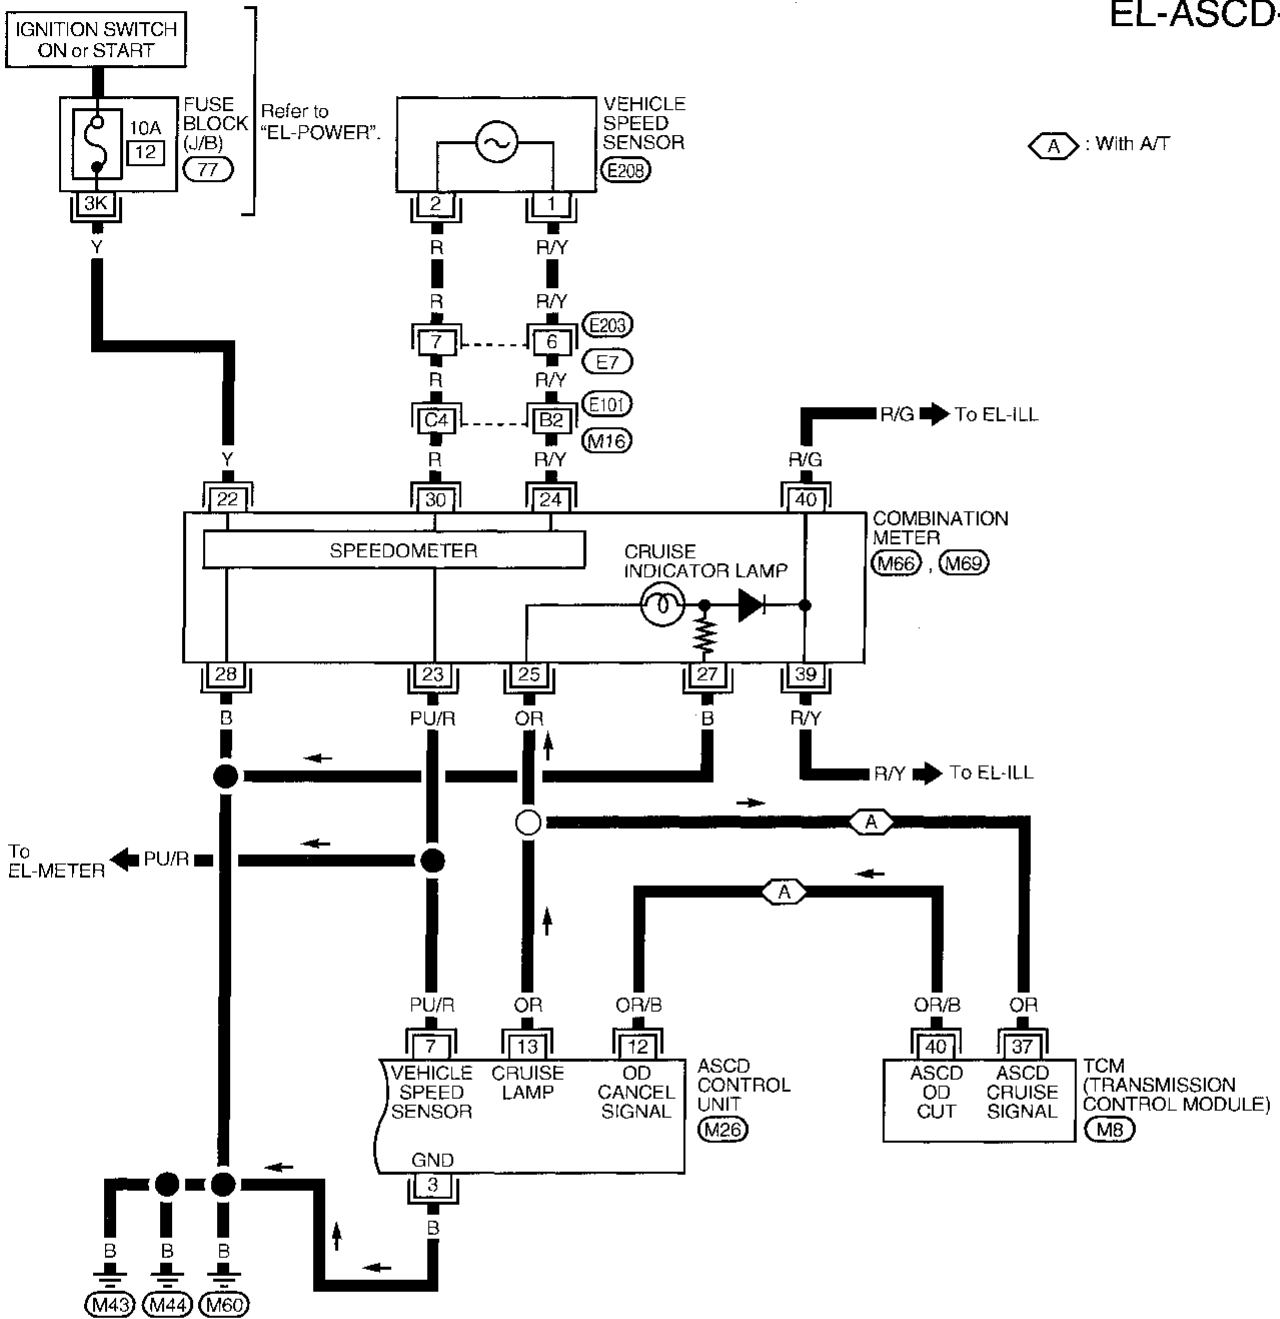 EL-ASCD-
IGNITION SWITCH
ON or START
FUSE
BLOCK
(J/B)
77
10A
12
3K
Refer to
"EL-POWER".
VEHICLE
SPEED
SENSOR
E208
2
1
A : With A/T
Y
R
R/Y
R
R/Y
E203
7
6
E7
R
R/Y
E101
C4
B2
M16
R/G
To EL-ILL
Y
R
R/Y
R/G
22
30
24
40
COMBINATION
METER
M66 , M69
SPEEDOMETER
CRUISE
INDICATOR LAMP
28
23
25
27
39
B
PU/R
OR
B
R/Y
R/Y
To EL-ILL
A
To
EL-METER
PU/R
A
PU/R
OR
OR/B
OR/B
OR
7
13
12
40
37
VEHICLE
SPEED
SENSOR
CRUISE
LAMP
OD
CANCEL
SIGNAL
ASCD
CONTROL
UNIT
M26
ASCD
OD
CUT
ASCD
CRUISE
SIGNAL
TCM
(TRANSMISSION
CONTROL MODULE)
M8
GND
3
B
B
B
B
M43
M44
M60